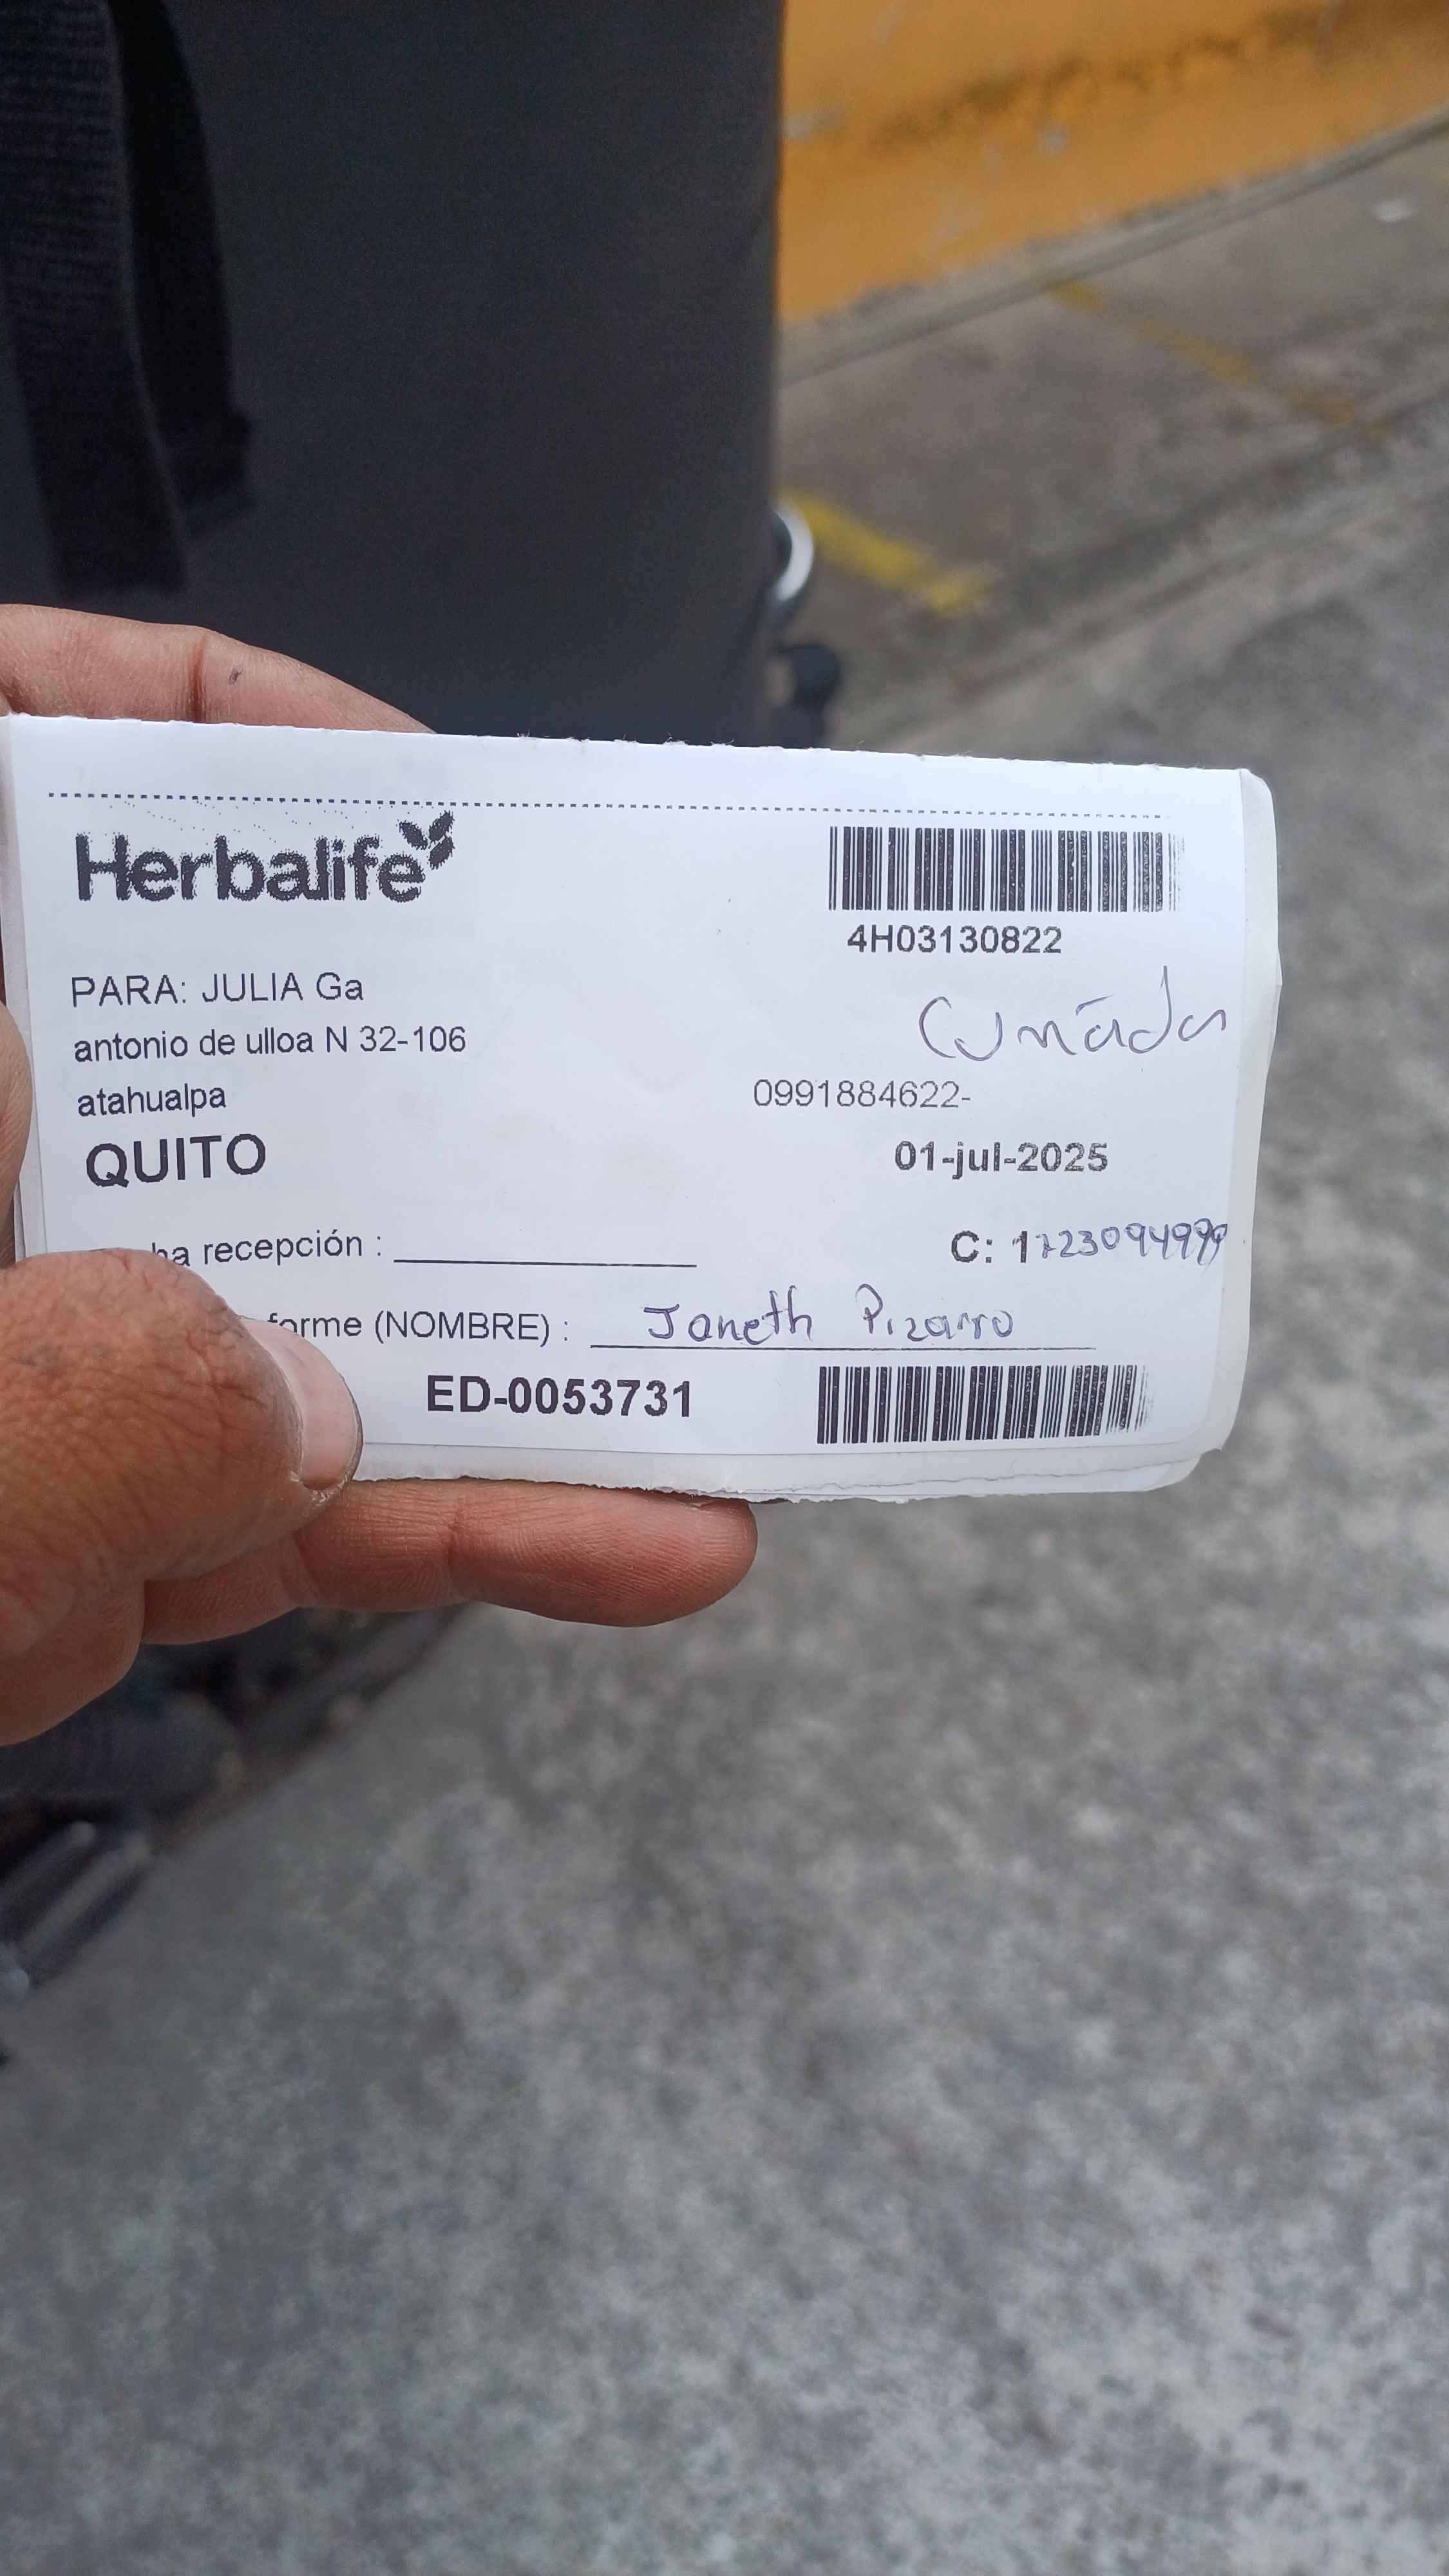 Herbalife
4H03130822
PARA: JULIA Ga
Cuñada
antonio de ulloa N 32-106
atahualpa
0991884622-
QUITO
01-jul-2025
ha recepción :
C: 1723094999
forme (NOMBRE) : Janeth Pizarro
ED-0053731